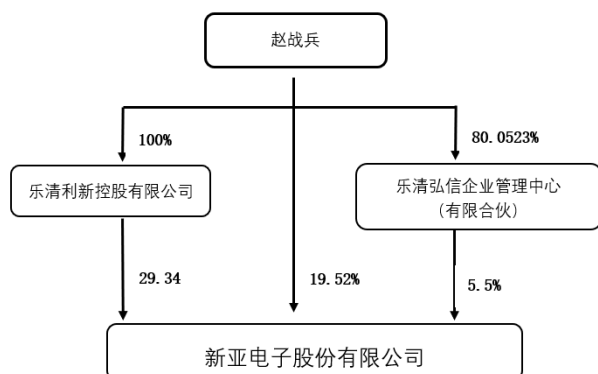 赵战兵
100%
80.0523%
乐清利新控股有限公司
乐清弘信企业管理中心
(有限合伙)
29.34
19.52%
5.5%
新亚电子股份有限公司